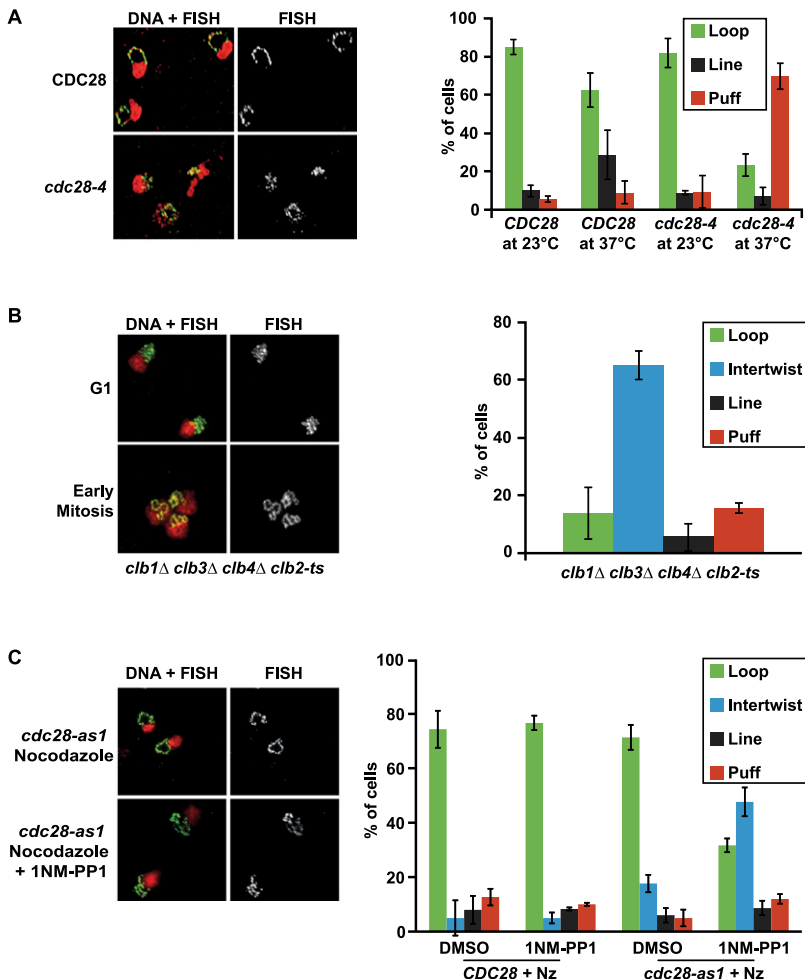 A
DNA + FISH FISH
CDC28
cdc28-4
% of cells
80
60
40
20
0
Loop
Line
Puff
CDC28 CDC28 cdc28-4 cdc28-4
at 23°C at 37°C at 23°C at 37°C
B
DNA + FISH FISH
G1
Early
Mitosis
clb1Δ clb3Δ clb4Δ clb2-ts
% of cells
80
60
40
20
0
Loop
Intertwist
Line
Puff
clb1Δ clb3Δ clb4Δ clb2-ts
C
DNA + FISH FISH
cdc28-as1
Nocodazole
cdc28-as1
Nocodazole
+ 1NM-PP1
% of cells
100
80
60
40
20
0
Loop
Intertwist
Line
Puff
DMSO 1NM-PP1 DMSO 1NM-PP1
CDC28 + Nz cdc28-as1 + Nz